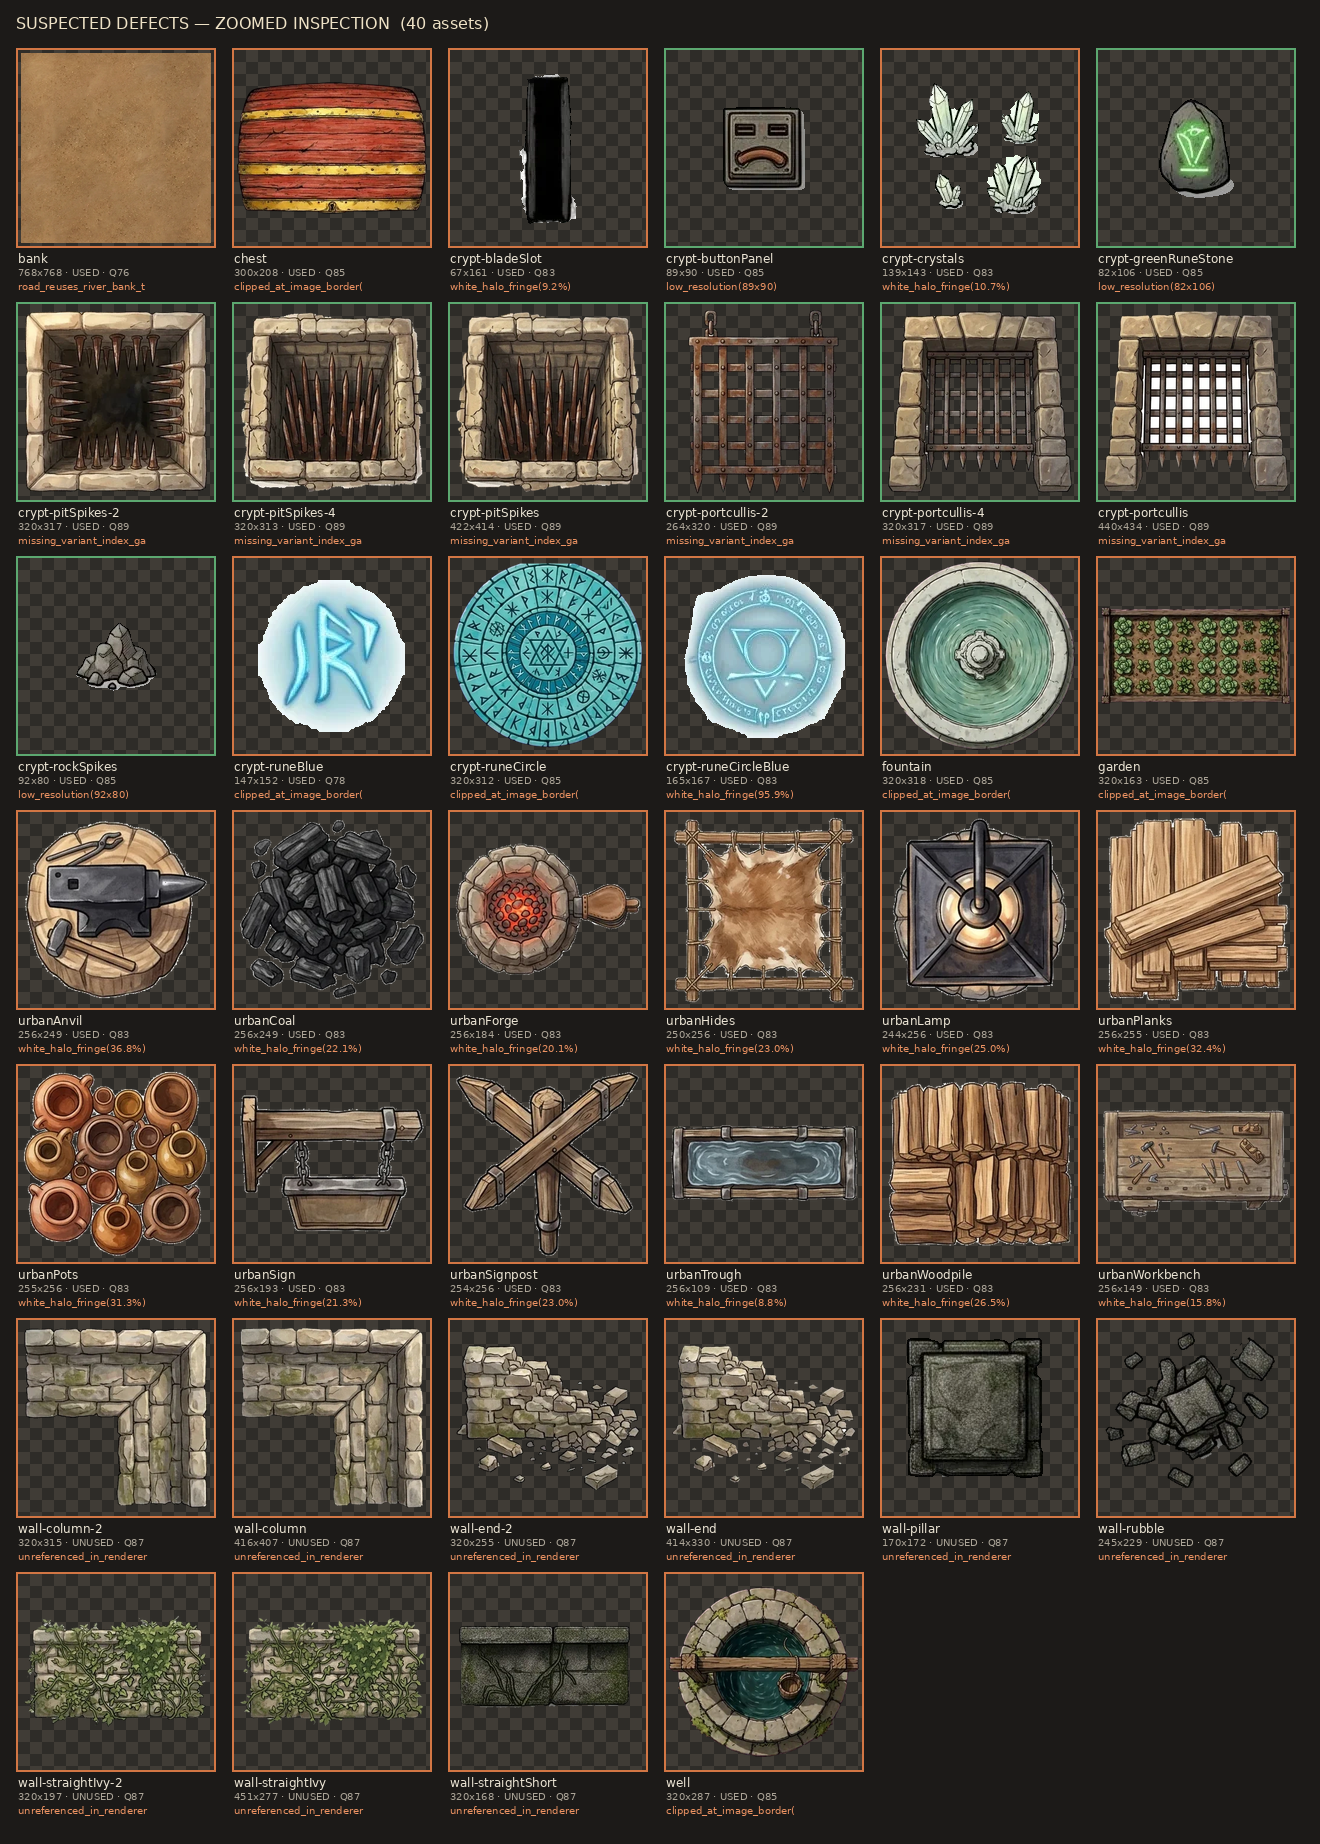 SUSPECTED DEFECTS — ZOOMED INSPECTION (40 assets)
bank
768x768 · USED · Q76
road_reuses_river_bank_t
chest
300x208 · USED · Q85
clipped_at_image_border(
crypt-bladeSlot
67x161 · USED · Q83
white_halo_fringe(9.2%)
crypt-buttonPanel
89x90 · USED · Q85
low_resolution(89x90)
crypt-crystals
139x143 · USED · Q83
white_halo_fringe(10.7%)
crypt-greenRuneStone
82x106 · USED · Q85
low_resolution(82x106)
crypt-pitSpikes-2
320x317 · USED · Q89
missing_variant_index_ga
crypt-pitSpikes-4
320x313 · USED · Q89
missing_variant_index_ga
crypt-pitSpikes
422x414 · USED · Q89
missing_variant_index_ga
crypt-portcullis-2
264x320 · USED · Q89
missing_variant_index_ga
crypt-portcullis-4
320x317 · USED · Q89
missing_variant_index_ga
crypt-portcullis
440x434 · USED · Q89
missing_variant_index_ga
crypt-rockSpikes
92x80 · USED · Q85
low_resolution(92x80)
crypt-runeBlue
147x152 · USED · Q78
clipped_at_image_border(
crypt-runeCircle
320x312 · USED · Q85
clipped_at_image_border(
crypt-runeCircleBlue
165x167 · USED · Q83
white_halo_fringe(95.9%)
fountain
320x318 · USED · Q85
clipped_at_image_border(
garden
320x163 · USED · Q85
clipped_at_image_border(
urbanAnvil
256x249 · USED · Q83
white_halo_fringe(36.8%)
urbanCoal
256x249 · USED · Q83
white_halo_fringe(22.1%)
urbanForge
256x184 · USED · Q83
white_halo_fringe(20.1%)
urbanHides
250x256 · USED · Q83
white_halo_fringe(23.0%)
urbanLamp
244x256 · USED · Q83
white_halo_fringe(25.0%)
urbanPlanks
256x255 · USED · Q83
white_halo_fringe(32.4%)
urbanPots
255x256 · USED · Q83
white_halo_fringe(31.3%)
urbanSign
256x193 · USED · Q83
white_halo_fringe(21.3%)
urbanSignpost
254x256 · USED · Q83
white_halo_fringe(23.0%)
urbanTrough
256x109 · USED · Q83
white_halo_fringe(8.8%)
urbanWoodpile
256x231 · USED · Q83
white_halo_fringe(26.5%)
urbanWorkbench
256x149 · USED · Q83
white_halo_fringe(15.8%)
wall-column-2
320x315 · UNUSED · Q87
unreferenced_in_renderer
wall-column
416x407 · UNUSED · Q87
unreferenced_in_renderer
wall-end-2
320x255 · UNUSED · Q87
unreferenced_in_renderer
wall-end
414x330 · UNUSED · Q87
unreferenced_in_renderer
wall-pillar
170x172 · UNUSED · Q87
unreferenced_in_renderer
wall-rubble
245x229 · UNUSED · Q87
unreferenced_in_renderer
wall-straightIvy-2
320x197 · UNUSED · Q87
unreferenced_in_renderer
wall-straightIvy
451x277 · UNUSED · Q87
unreferenced_in_renderer
wall-straightShort
320x168 · UNUSED · Q87
unreferenced_in_renderer
well
320x287 · USED · Q85
clipped_at_image_border(